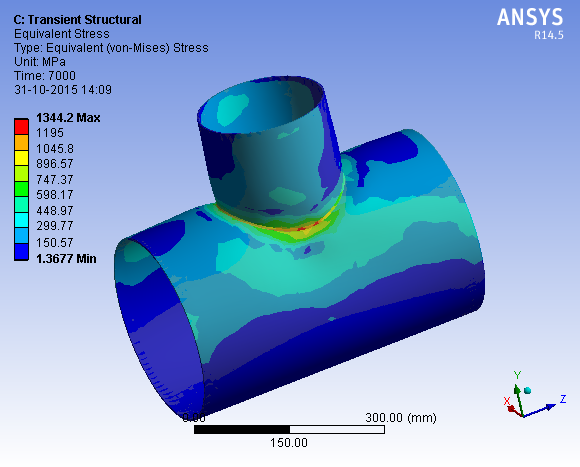 C: Transient Structural
Equivalent Stress
Type: Equivalent (von-Mises) Stress
Unit: MPa
Time: 7000
31-10-2015 14:09
ANSYS
R14.5
1344.2 Max
1195
1045.8
896.57
747.37
598.17
448.97
299.77
150.57
1.3677 Min
0.00
300.00 (mm)
150.00
Y
X
Z